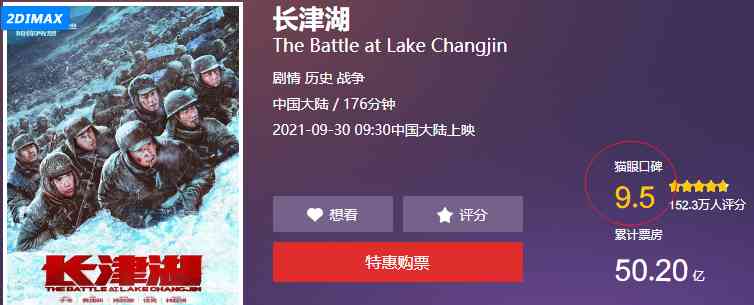 2DIMAX
长津湖
THE BATTLE AT LAKE CHANGJIN
长津湖
The Battle at Lake Changjin
剧情 历史 战争
中国大陆 / 176分钟
2021-09-30 09:30中国大陆上映
想看
评分
特惠购票
猫眼口碑
9.5
152.3万人评分
累计票房
50.20 亿